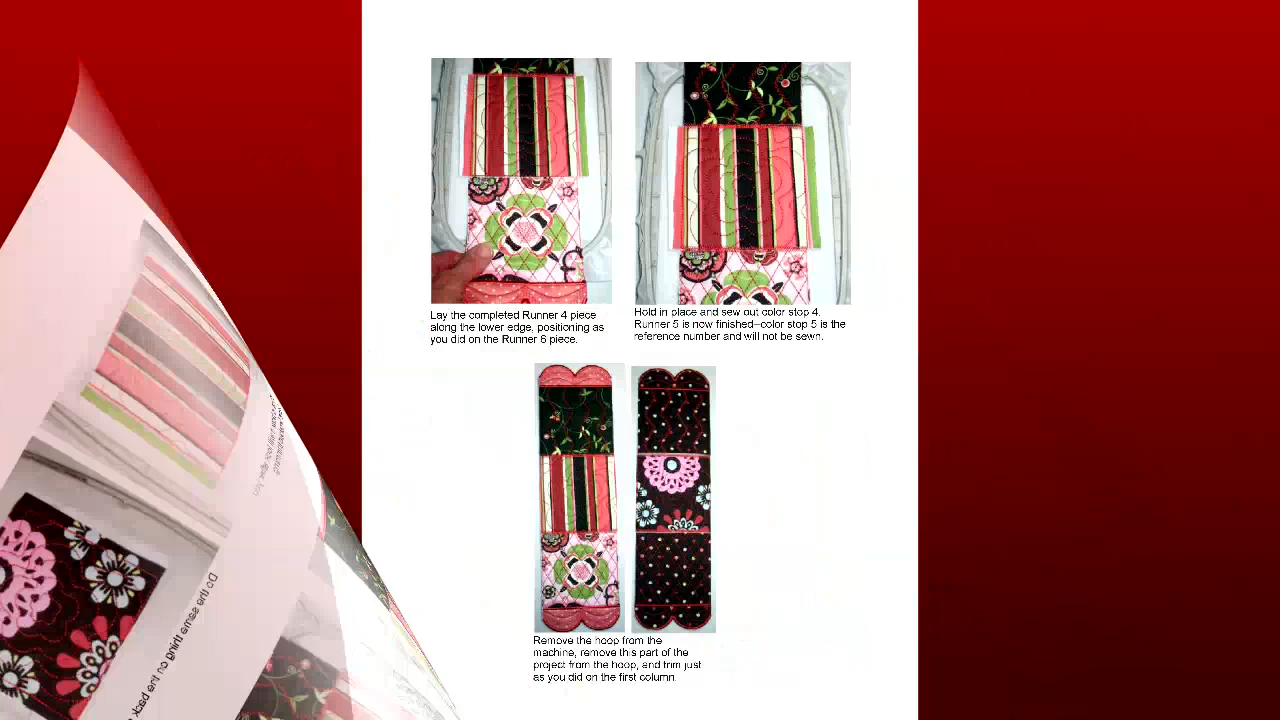 Lay the completed Runner 4 piece
along the lower edge, positioning as
you did on the Runner 6 piece.
Hold in place and sew out color stop 4.
Runner 5 is now finished–color stop 5 is the
reference number and will not be sewn.
Remove the hoop from the
machine, remove this part of the
project from the hoop, and trim just
as you did on the first column.
Do the same thing on the back